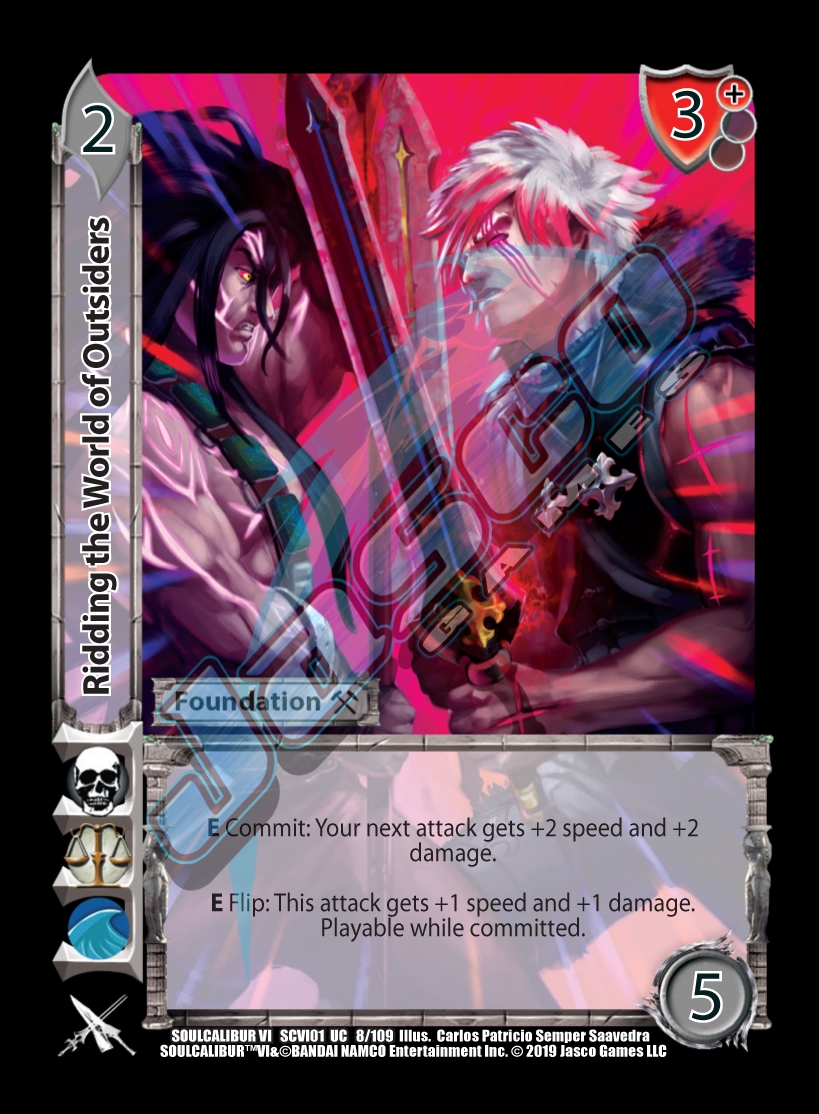 2
3
+
Ridding the World of Outsiders
JASCO
GAMES
Foundation
E Commit: Your next attack gets +2 speed and +2
damage.
E Flip: This attack gets +1 speed and +1 damage.
Playable while committed.
5
SOULCALIBUR VI SCVI01 UC 8/109 Illus. Carlos Patricio Semper Saavedra
SOULCALIBUR™VI&©BANDAI NAMCO Entertainment Inc. © 2019 Jasco Games LLC